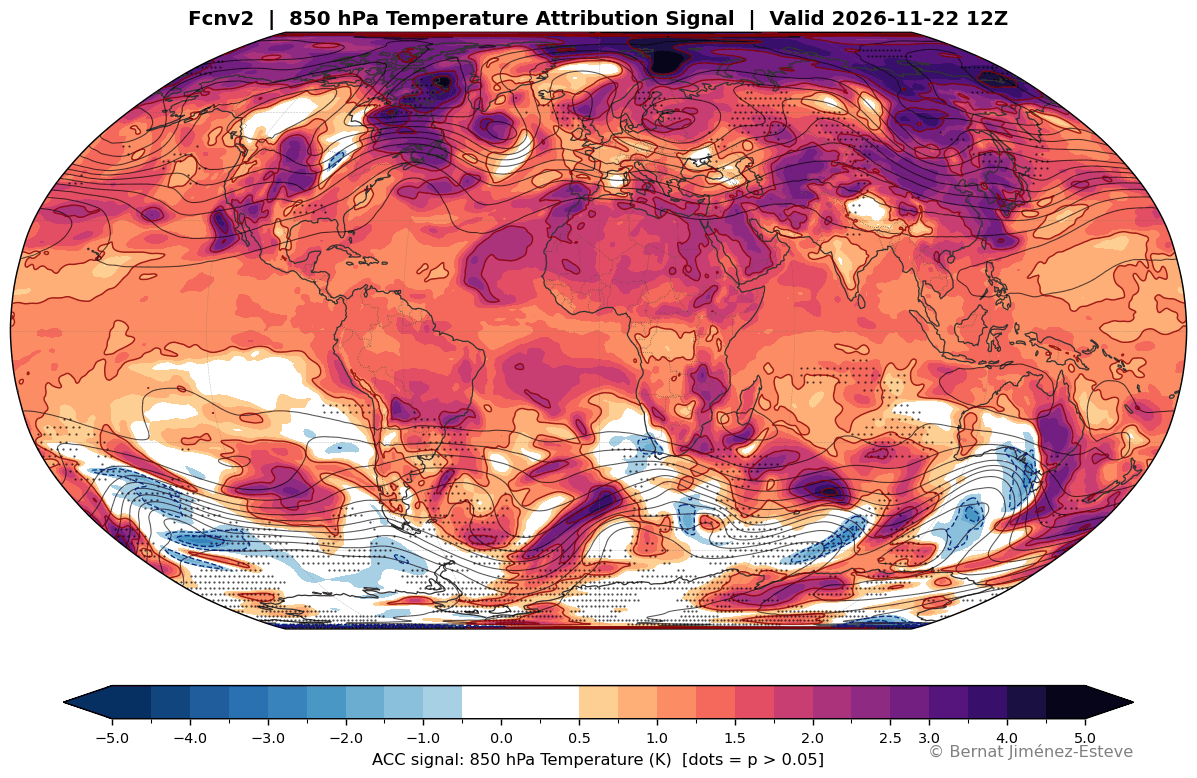 Fcnv2 | 850 hPa Temperature Attribution Signal | Valid 2026-11-22 12Z
−5.0 −4.0 −3.0 −2.0 −1.0 0.0 0.5 1.0 1.5 2.0 2.5 3.0 4.0 5.0
ACC signal: 850 hPa Temperature (K) [dots = p > 0.05]
© Bernat Jiménez-Esteve